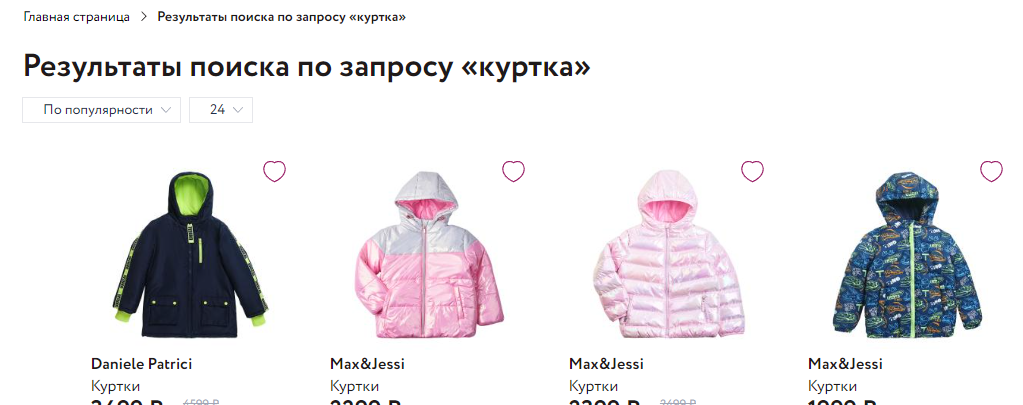 Главная страница > Результаты поиска по запросу «куртка»
Результаты поиска по запросу «куртка»
По популярности 24
Daniele Patrici Max&Jessi Max&Jessi Max&Jessi
Куртки Куртки Куртки Куртки